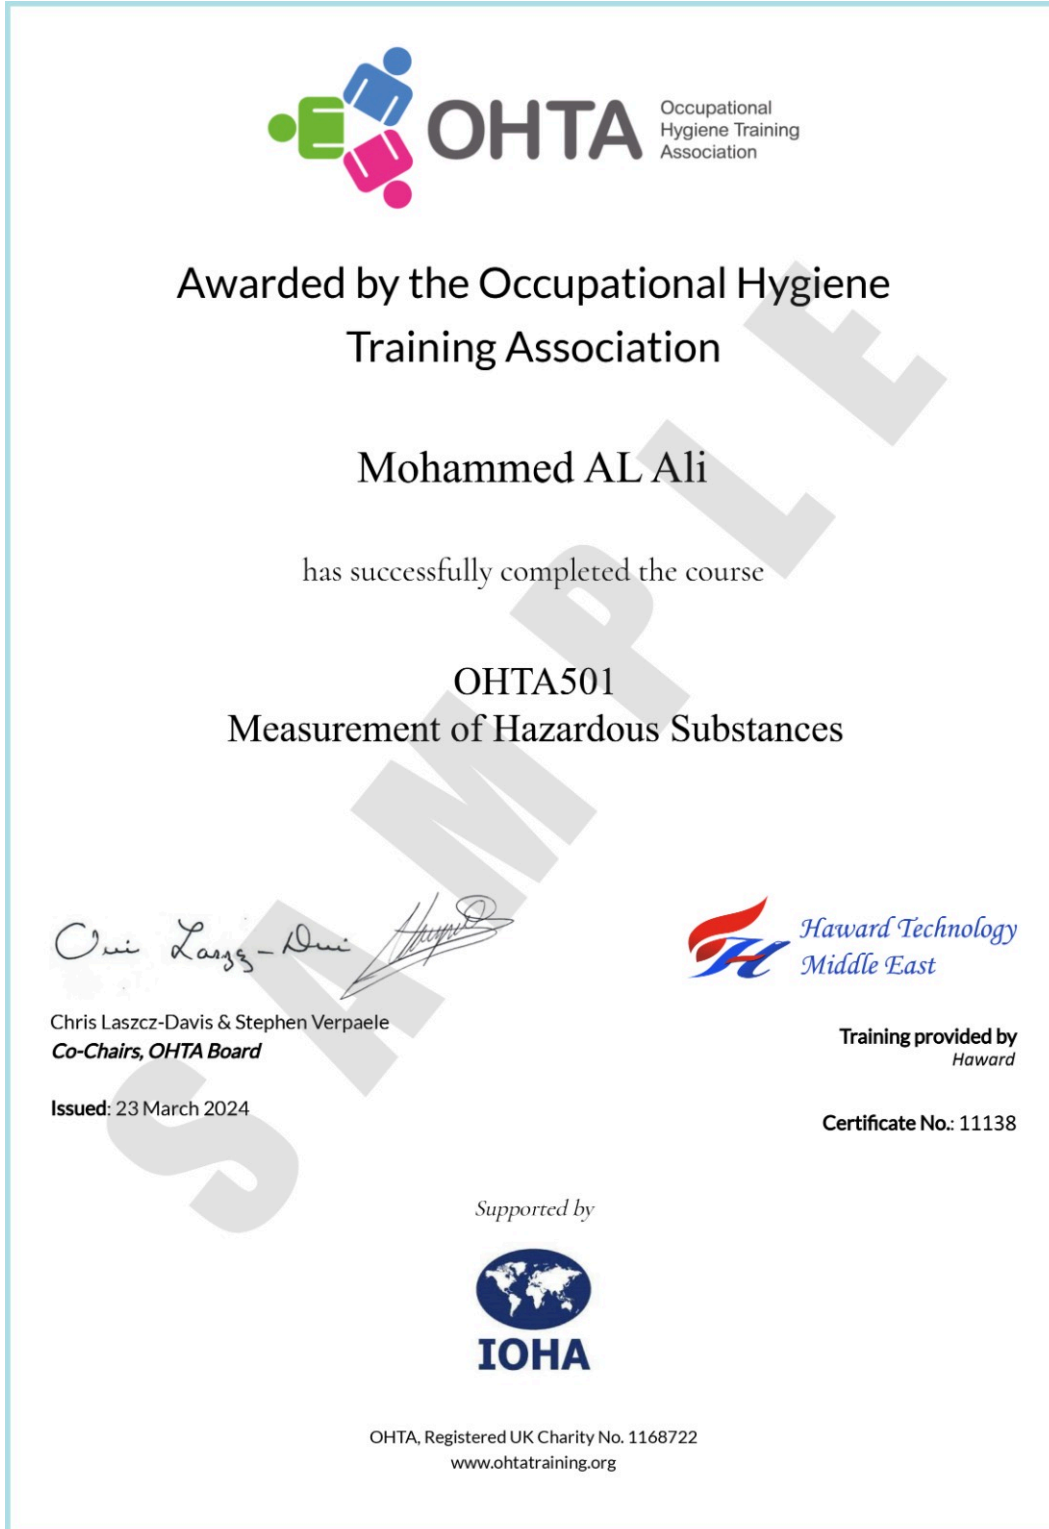 OHTA
Occupational
Hygiene Training
Association
Awarded by the Occupational Hygiene
Training Association
Mohammed AL Ali
has successfully completed the course
OHTA501
Measurement of Hazardous Substances
SAMPLE
Haward Technology
Middle East
Chris Laszcz-Davis & Stephen Verpaele
Co-Chairs, OHTA Board
Training provided by
Haward
Issued: 23 March 2024
Certificate No.: 11138
Supported by
IOHA
OHTA, Registered UK Charity No. 1168722
www.ohtatraining.org